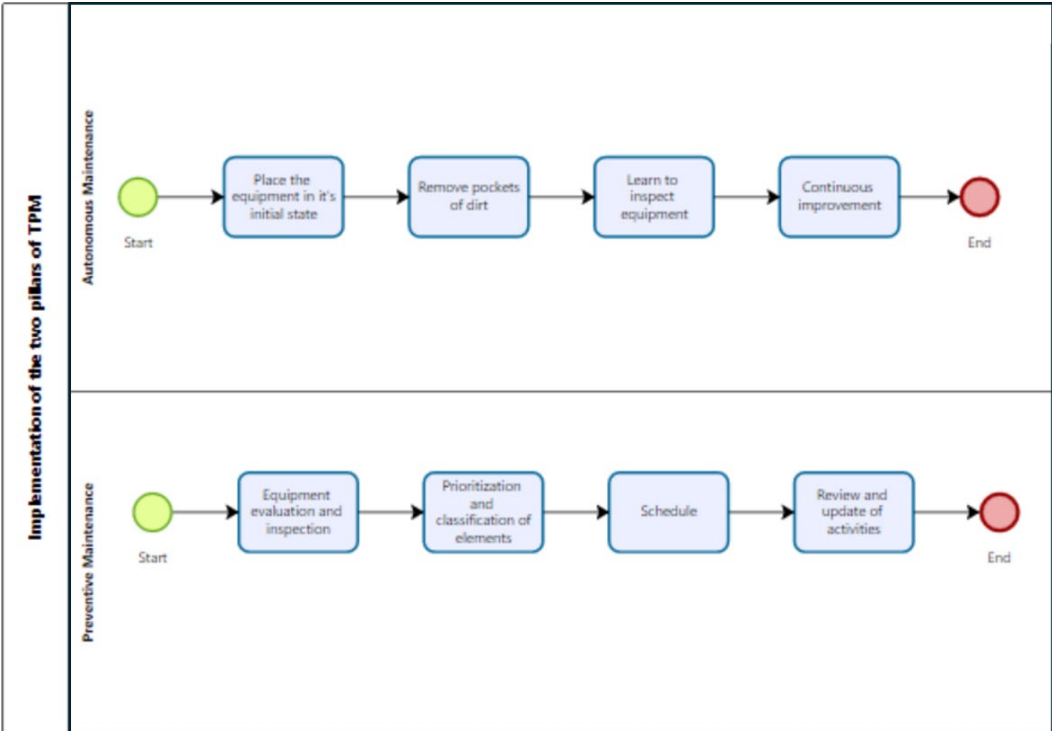 Implementation of the two pillars of TPM
Autonomous Maintenance
Start
Place the
equipment in it's
initial state
Remove pockets
of dirt
Learn to
inspect
equipment
Continuous
improvement
End
Preventive Maintenance
Start
Equipment
evaluation and
inspection
Prioritization
and
classification of
elements
Schedule
Review and
update of
activities
End